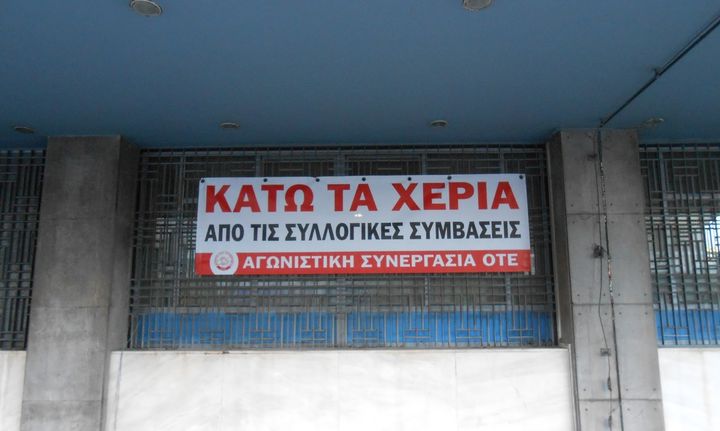 ΚΑΤΩ ΤΑ ΧΕΡΙΑ
ΑΠΟ ΤΙΣ ΣΥΛΛΟΓΙΚΕΣ ΣΥΜΒΑΣΕΙΣ
ΑΓΩΝΙΣΤΙΚΗ ΣΥΝΕΡΓΑΣΙΑ ΟΤΕ